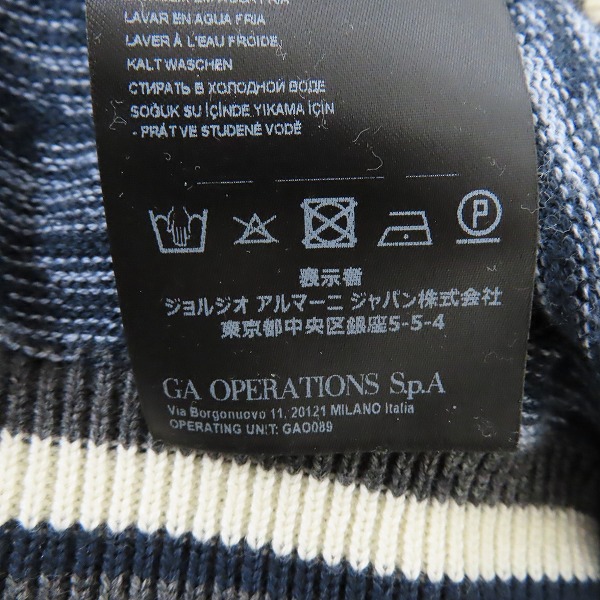 LAVAR EN AGUA FRIA
LAVER À L'EAU FROIDE
KALT WASCHEN
СТИРАТЬ В ХОЛОДНОЙ ВОДЕ
SOĞUK SU İÇİNDE YIKAMA İÇİN
- PRÁT VE STUDENÉ VODĚ
P
表示者
ジョルジオ アルマーニ ジャパン株式会社
東京都中央区銀座5-5-4
GA OPERATIONS SpA
Via Borgonuovo 11, 20121 MILANO Italia
OPERATING UNIT: GAO089